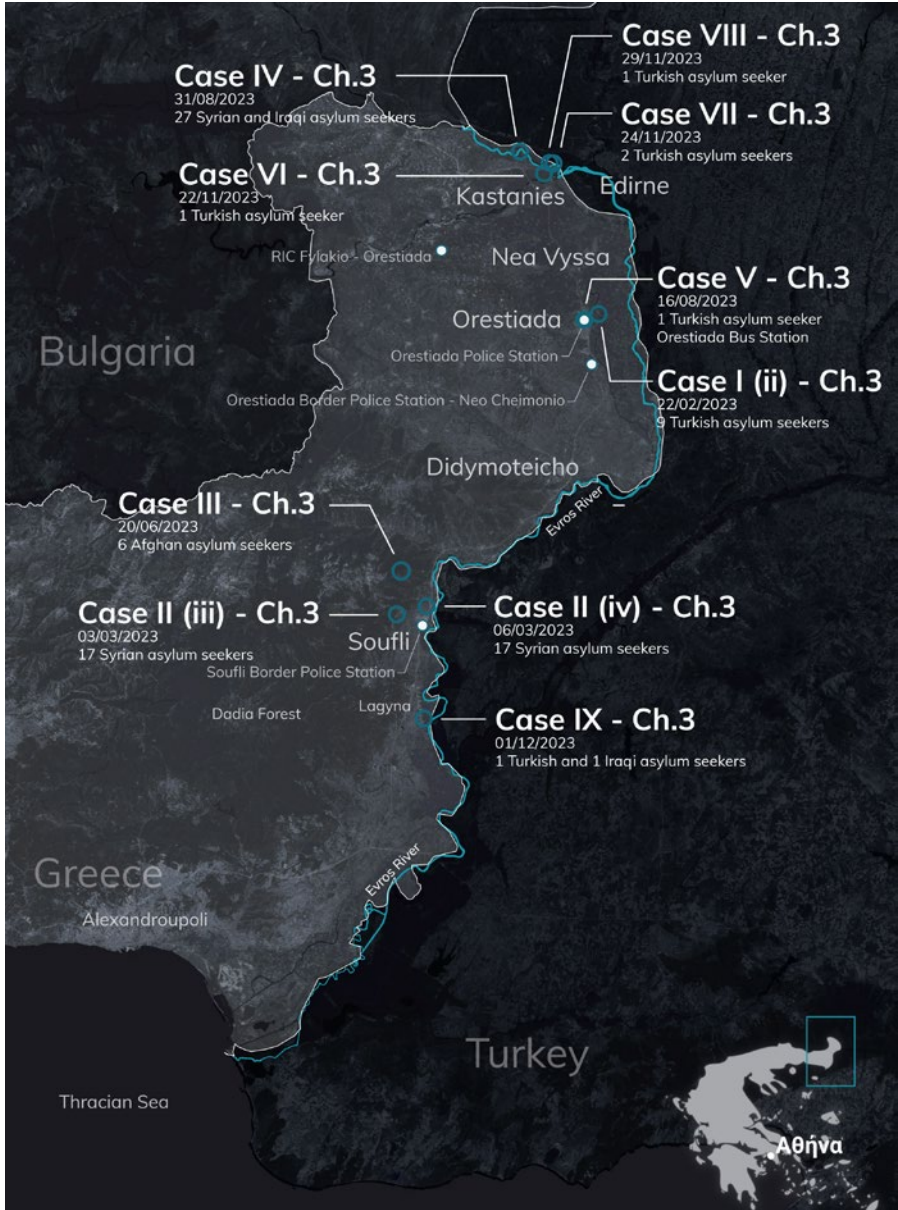 Case VIII - Ch.3
29/11/2023
1 Turkish asylum seeker
Case IV - Ch.3
31/08/2023
27 Syrian and Iraqi asylum seekers
Case VII - Ch.3
24/11/2023
2 Turkish asylum seekers
Case VI - Ch.3
22/11/2023
1 Turkish asylum seeker
Kastanies
Edirne
RIC Fylakio - Orestiada
Nea Vyssa
Case V - Ch.3
16/08/2023
1 Turkish asylum seeker
Orestiada Bus Station
Orestiada
Orestiada Police Station
Bulgaria
Case I (ii) - Ch.3
22/02/2023
9 Turkish asylum seekers
Orestiada Border Police Station - Neo Cheimonio
Didymoteicho
Evros River
Case III - Ch.3
20/06/2023
6 Afghan asylum seekers
Case II (iii) - Ch.3
03/03/2023
17 Syrian asylum seekers
Case II (iv) - Ch.3
06/03/2023
17 Syrian asylum seekers
Soufli
Soufli Border Police Station
Lagyna
Dadia Forest
Case IX - Ch.3
01/12/2023
1 Turkish and 1 Iraqi asylum seekers
Evros River
Greece
Alexandroupoli
Turkey
Thracian Sea
Αθήνα